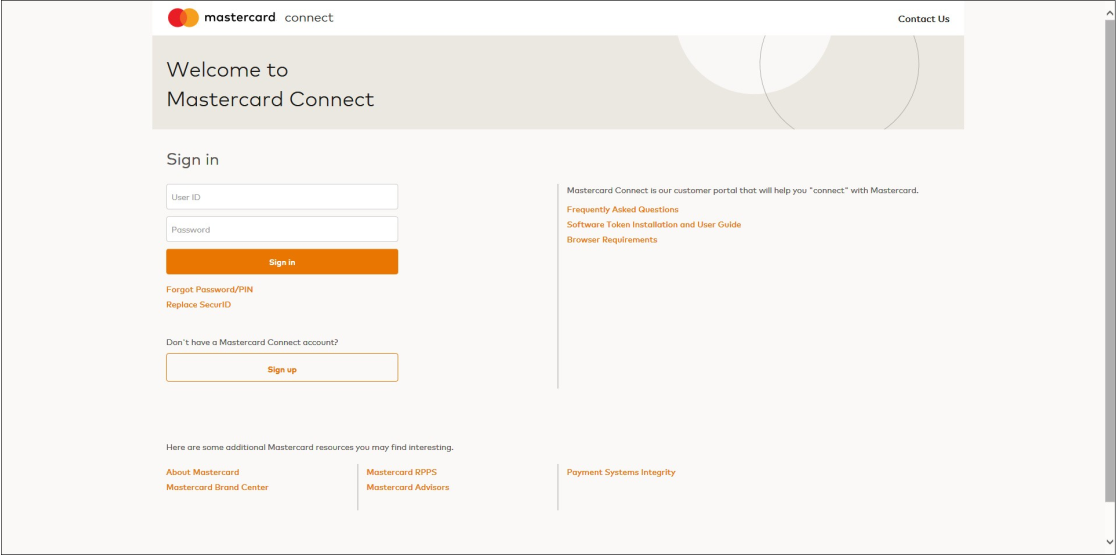 mastercard connect
Contact Us
Welcome to
Mastercard Connect
Sign in
User ID
Password
Sign in
Forgot Password/PIN
Replace SecurID
Don't have a Mastercard Connect account?
Sign up
Mastercard Connect is our customer portal that will help you "connect" with Mastercard.
Frequently Asked Questions
Software Token Installation and User Guide
Browser Requirements
Here are some additional Mastercard resources you may find interesting.
About Mastercard
Mastercard Brand Center
Mastercard RPPS
Mastercard Advisors
Payment Systems Integrity